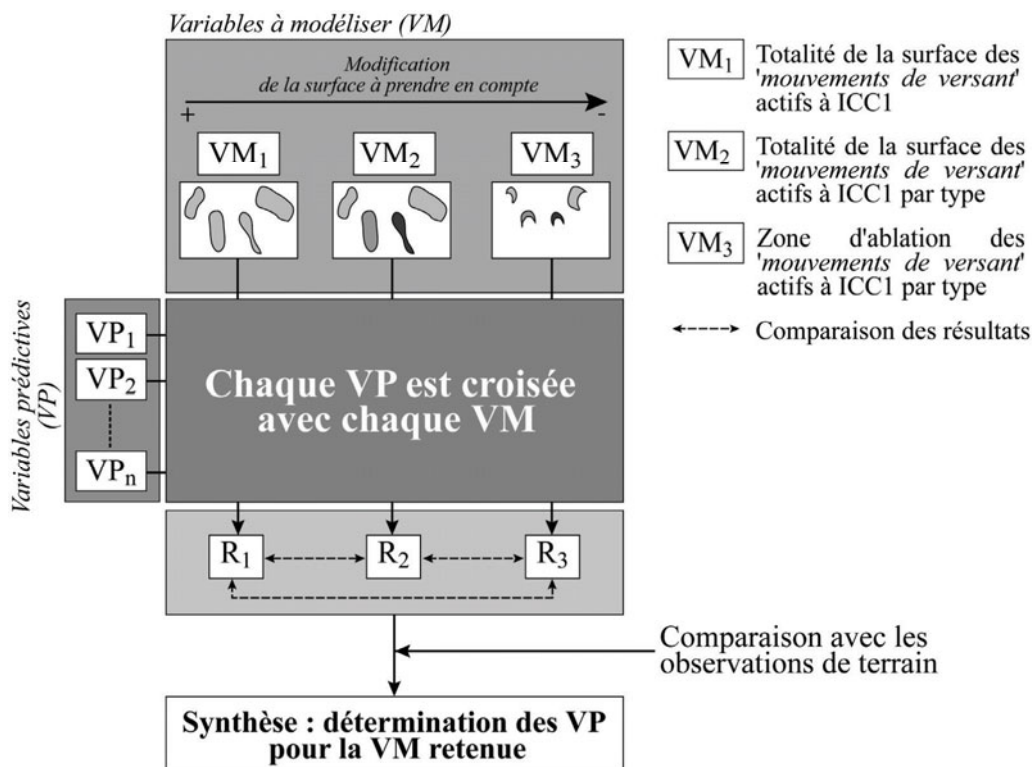 Variables à modéliser (VM)
Modification
de la surface à prendre en compte
+ -
VM1 VM2 VM3
VM1 Totalité de la surface des
'mouvements de versant'
actifs à ICC1
VM2 Totalité de la surface des
'mouvements de versant'
actifs à ICC1 par type
VM3 Zone d'ablation des
'mouvements de versant'
actifs à ICC1 par type
Comparaison des résultats
Variables prédictives
(VP)
VP1
VP2
VPn
Chaque VP est croisée
avec chaque VM
R1 R2 R3
Comparaison avec les
observations de terrain
Synthèse : détermination des VP
pour la VM retenue